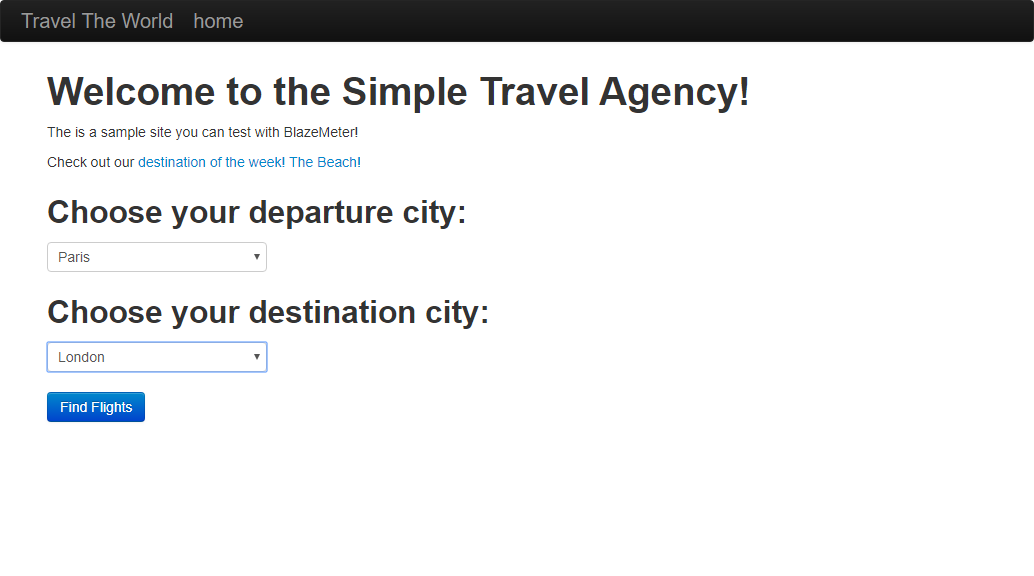 Travel The World home
Welcome to the Simple Travel Agency!
The is a sample site you can test with BlazeMeter!
Check out our destination of the week! The Beach!
Choose your departure city:
Paris
Choose your destination city:
London
Find Flights